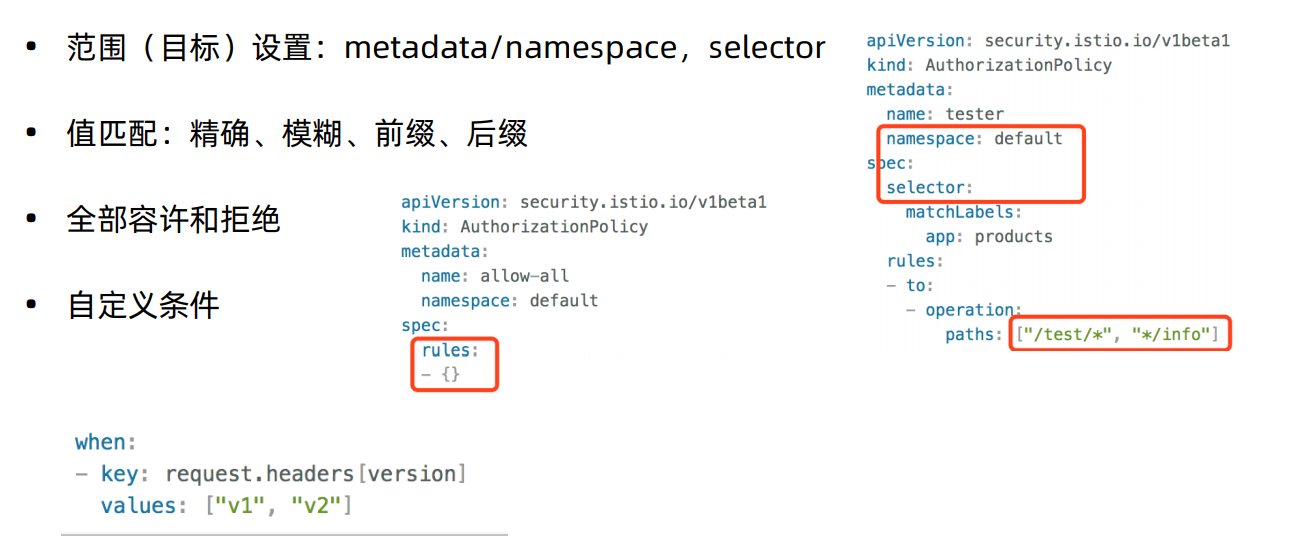 • 范围（目标）设置：metadata/namespace，selector
• 值匹配：精确、模糊、前缀、后缀
• 全部容许和拒绝
• 自定义条件
apiVersion: security.istio.io/v1beta1
kind: AuthorizationPolicy
metadata:
  name: allow-all
  namespace: default
spec:
  rules:
  - {}
apiVersion: security.istio.io/v1beta1
kind: AuthorizationPolicy
metadata:
  name: tester
  namespace: default
spec:
  selector:
    matchLabels:
      app: products
  rules:
  - to:
    - operation:
        paths: ["/test/*", "*/info"]
when:
- key: request.headers[version]
  values: ["v1", "v2"]